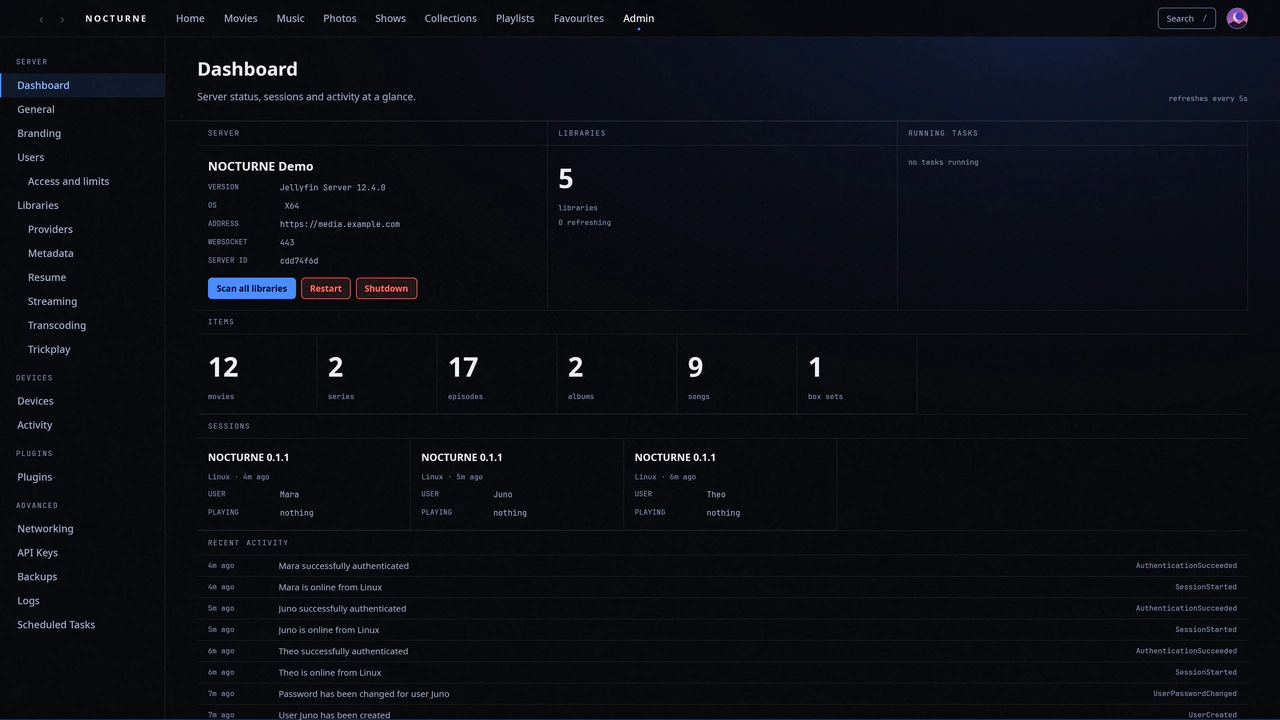 NOCTURNE Home Movies Music Photos Shows Collections Playlists Favourites Admin Search /
SERVER
Dashboard
General
Branding
Users
Access and limits
Libraries
Providers
Metadata
Resume
Streaming
Transcoding
Trickplay
DEVICES
Devices
Activity
PLUGINS
Plugins
ADVANCED
Networking
API Keys
Backups
Logs
Scheduled Tasks
Dashboard
Server status, sessions and activity at a glance.
refreshes every 5s
SERVER
NOCTURNE Demo
VERSION Jellyfin Server 12.4.0
OS X64
ADDRESS https://media.example.com
WEBSOCKET 443
SERVER ID cdd74f6d
Scan all libraries Restart Shutdown
LIBRARIES
5
libraries
0 refreshing
RUNNING TASKS
no tasks running
ITEMS
12 2 17 2 9 1
movies series episodes albums songs box sets
SESSIONS
NOCTURNE 0.1.1
Linux · 4m ago
USER Mara
PLAYING nothing
NOCTURNE 0.1.1
Linux · 5m ago
USER Juno
PLAYING nothing
NOCTURNE 0.1.1
Linux · 6m ago
USER Theo
PLAYING nothing
RECENT ACTIVITY
4m ago Mara successfully authenticated AuthenticationSucceeded
4m ago Mara is online from Linux SessionStarted
5m ago Juno successfully authenticated AuthenticationSucceeded
5m ago Juno is online from Linux SessionStarted
6m ago Theo successfully authenticated AuthenticationSucceeded
6m ago Theo is online from Linux SessionStarted
7m ago Password has been changed for user Juno UserPasswordChanged
7m ago User Juno has been created UserCreated